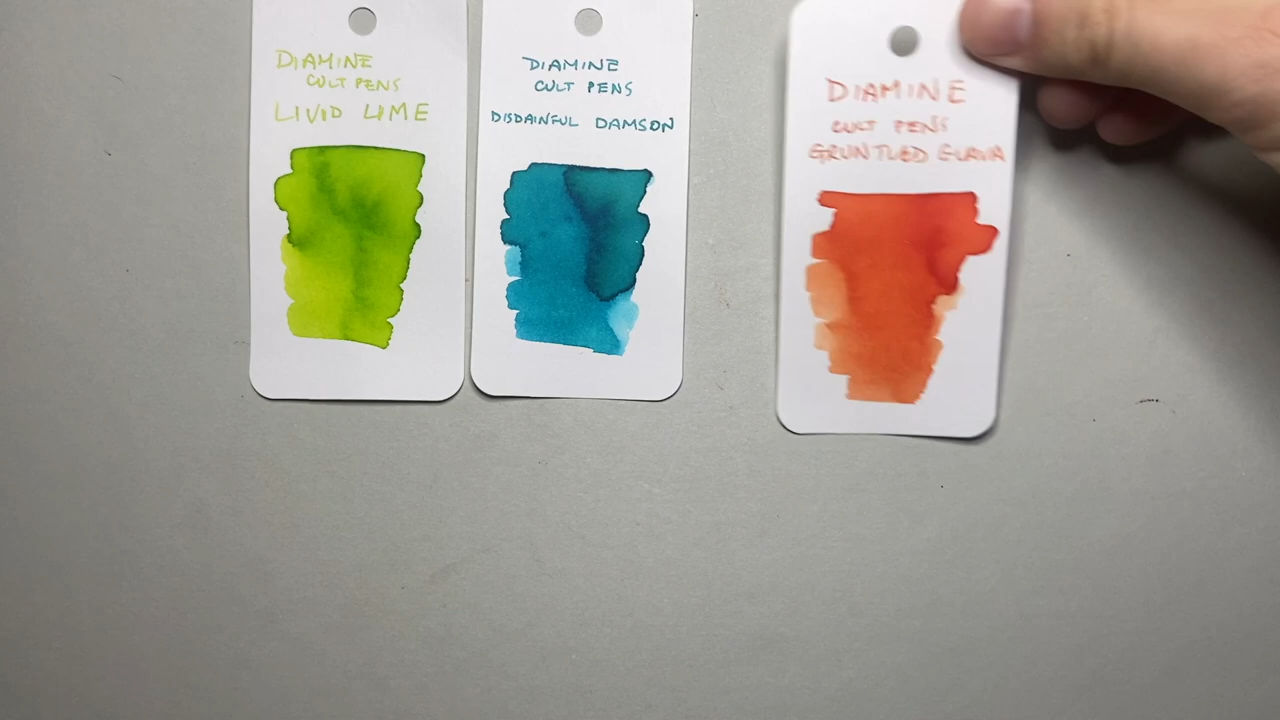 DIAMINE
CULT PENS
LIVID LIME
DIAMINE
CULT PENS
DISDAINFUL DAMSON
DIAMINE
CULT PENS
GRUNTLED GUAVA